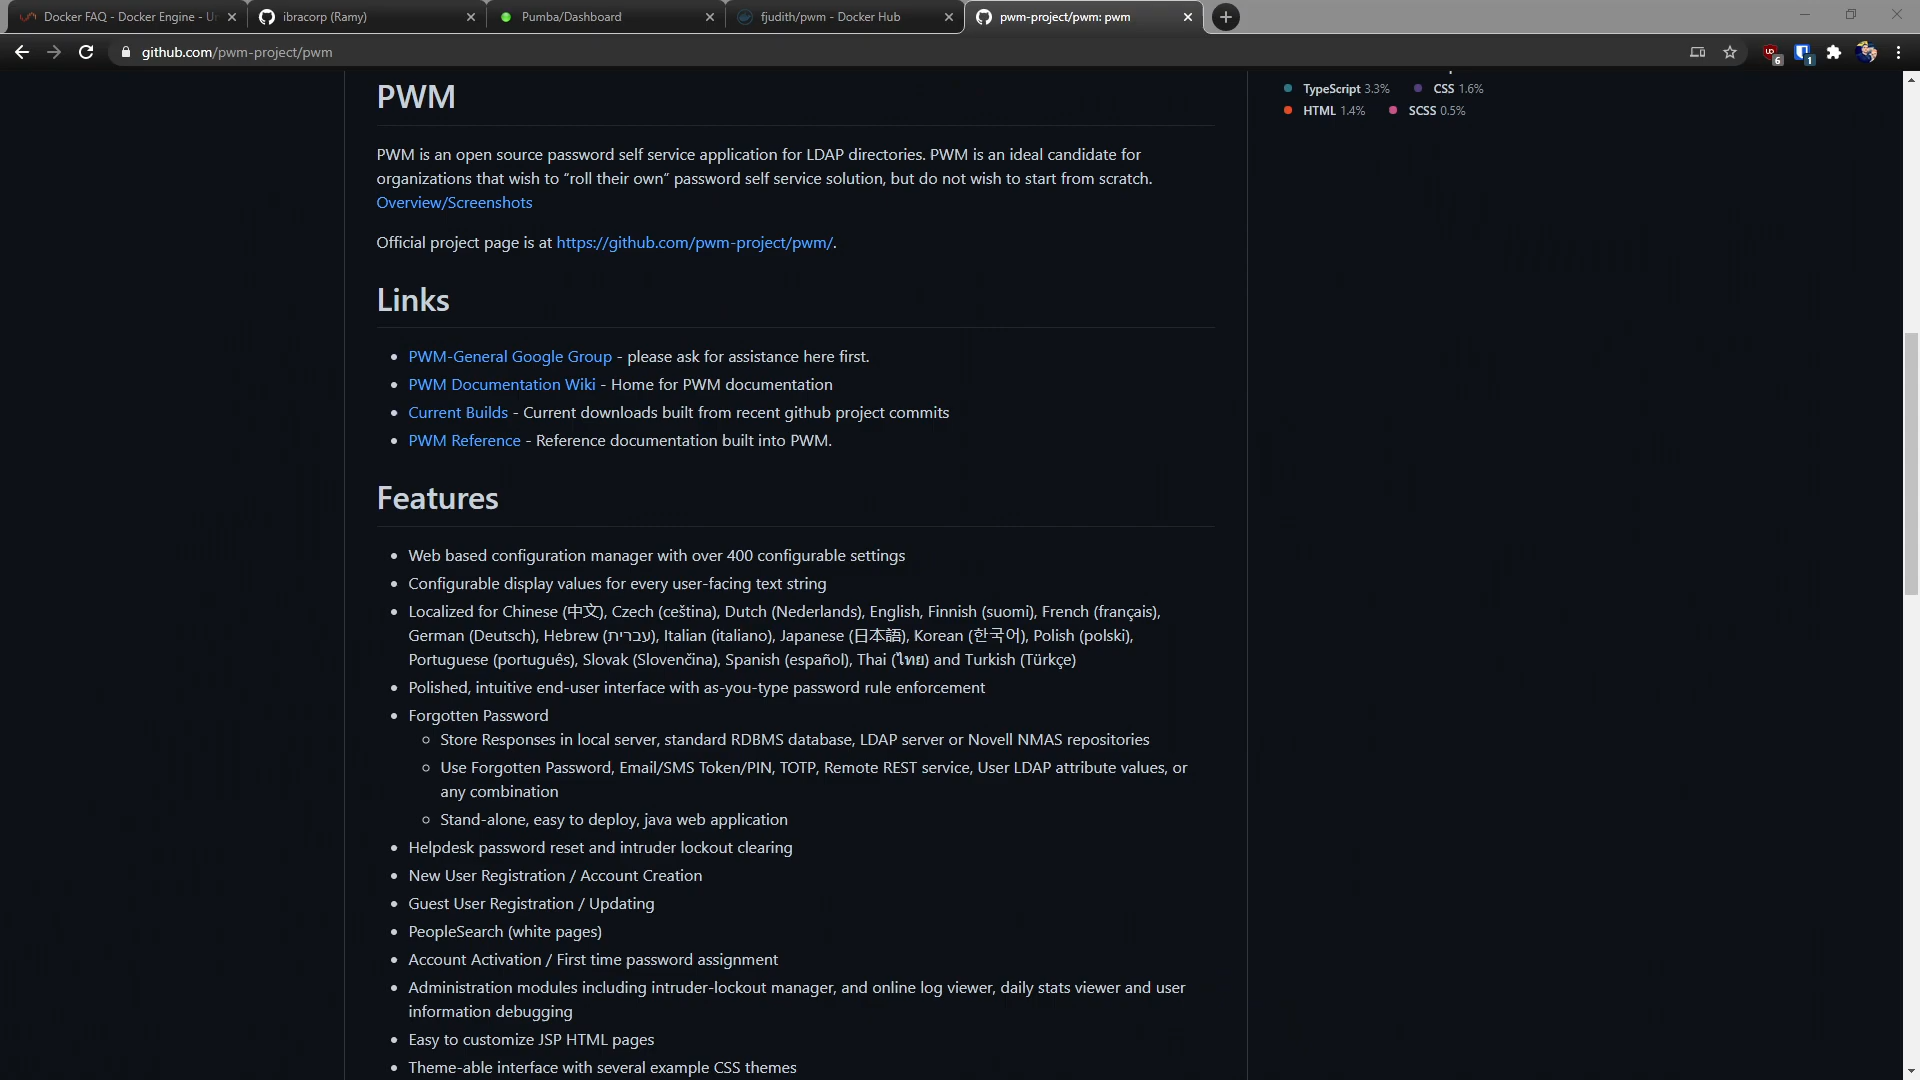 Docker FAQ - Docker Engine - Un
ibracorp (Ramy)
Pumba/Dashboard
fjudith/pwm - Docker Hub
pwm-project/pwm: pwm
github.com/pwm-project/pwm
6
1
TypeScript 3.3%
CSS 1.6%
HTML 1.4%
SCSS 0.5%
PWM
PWM is an open source password self service application for LDAP directories. PWM is an ideal candidate for
organizations that wish to “roll their own” password self service solution, but do not wish to start from scratch.
Overview/Screenshots
Official project page is at https://github.com/pwm-project/pwm/.
Links
PWM-General Google Group - please ask for assistance here first.
PWM Documentation Wiki - Home for PWM documentation
Current Builds - Current downloads built from recent github project commits
PWM Reference - Reference documentation built into PWM.
Features
Web based configuration manager with over 400 configurable settings
Configurable display values for every user-facing text string
Localized for Chinese (中文), Czech (ceština), Dutch (Nederlands), English, Finnish (suomi), French (français),
German (Deutsch), Hebrew (עברית), Italian (italiano), Japanese (日本語), Korean (한국어), Polish (polski),
Portuguese (português), Slovak (Slovenčina), Spanish (español), Thai (ไทย) and Turkish (Türkçe)
Polished, intuitive end-user interface with as-you-type password rule enforcement
Forgotten Password
Store Responses in local server, standard RDBMS database, LDAP server or Novell NMAS repositories
Use Forgotten Password, Email/SMS Token/PIN, TOTP, Remote REST service, User LDAP attribute values, or
any combination
Stand-alone, easy to deploy, java web application
Helpdesk password reset and intruder lockout clearing
New User Registration / Account Creation
Guest User Registration / Updating
PeopleSearch (white pages)
Account Activation / First time password assignment
Administration modules including intruder-lockout manager, and online log viewer, daily stats viewer and user
information debugging
Easy to customize JSP HTML pages
Theme-able interface with several example CSS themes